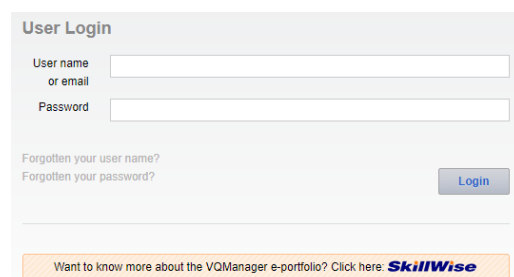 User Login
User name
or email
Password
Forgotten your user name?
Forgotten your password?
Login
Want to know more about the VQManager e-portfolio? Click here: SkillWise